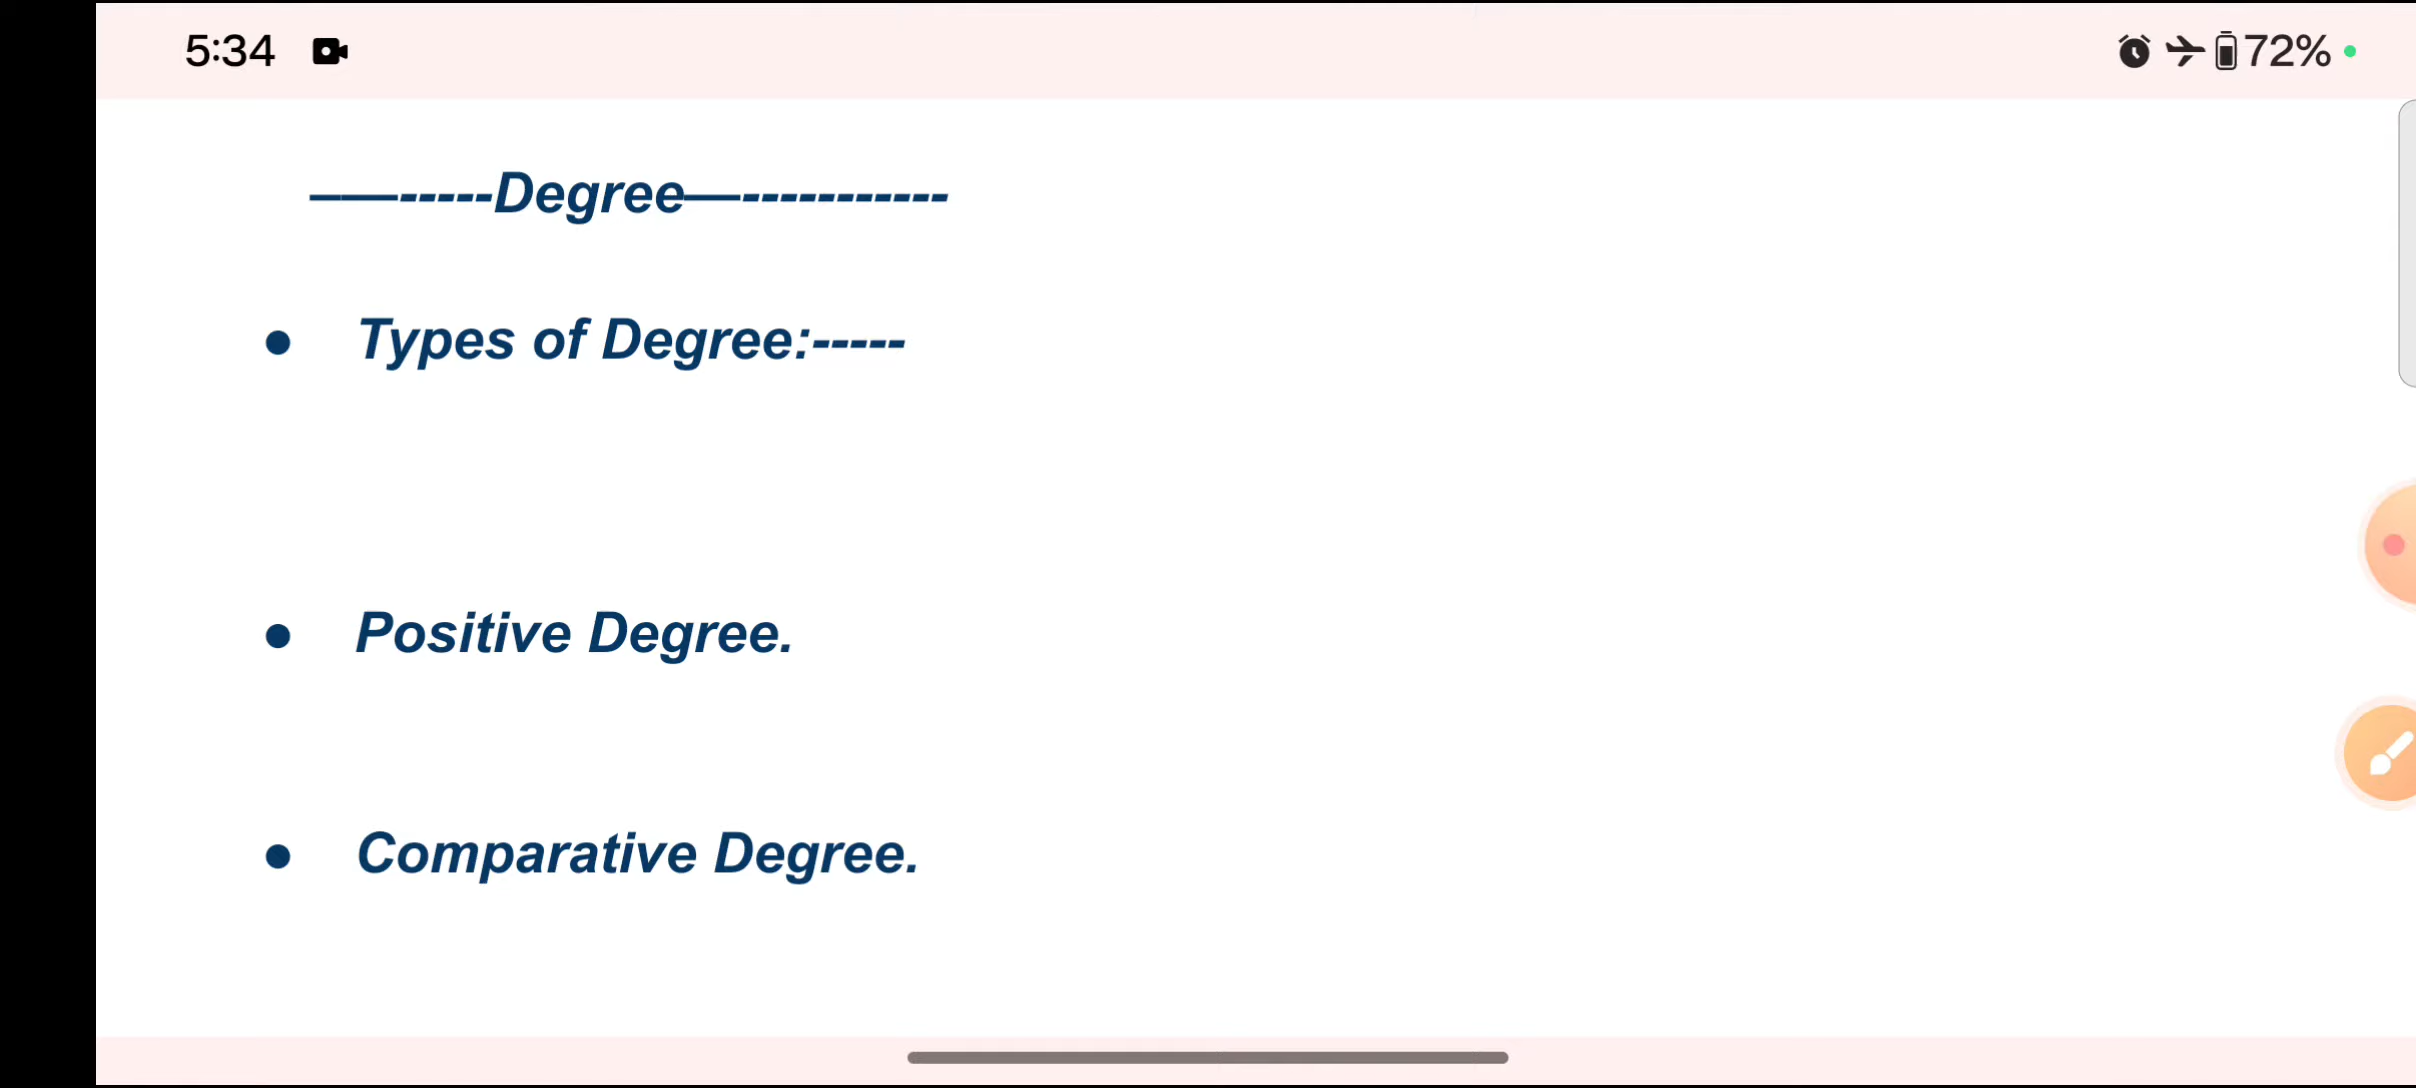 5:34
72%
–—-----Degree—-----------
● Types of Degree:-----
● Positive Degree.
● Comparative Degree.